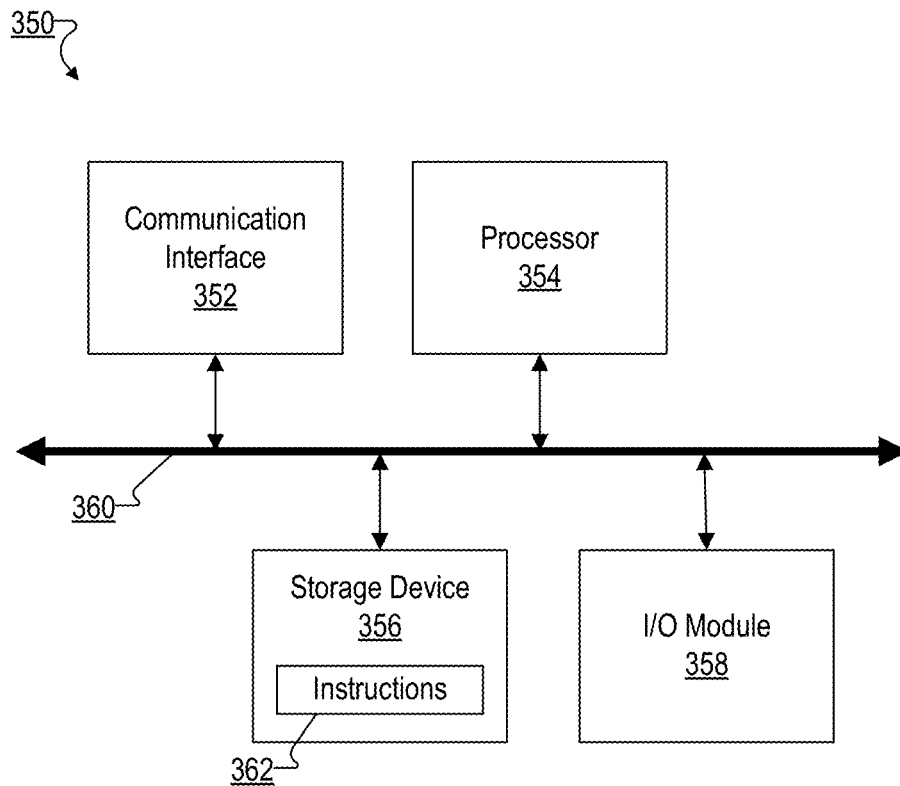 350
Communication
Interface
352
Processor
354
360
Storage Device
356
Instructions
362
I/O Module
358